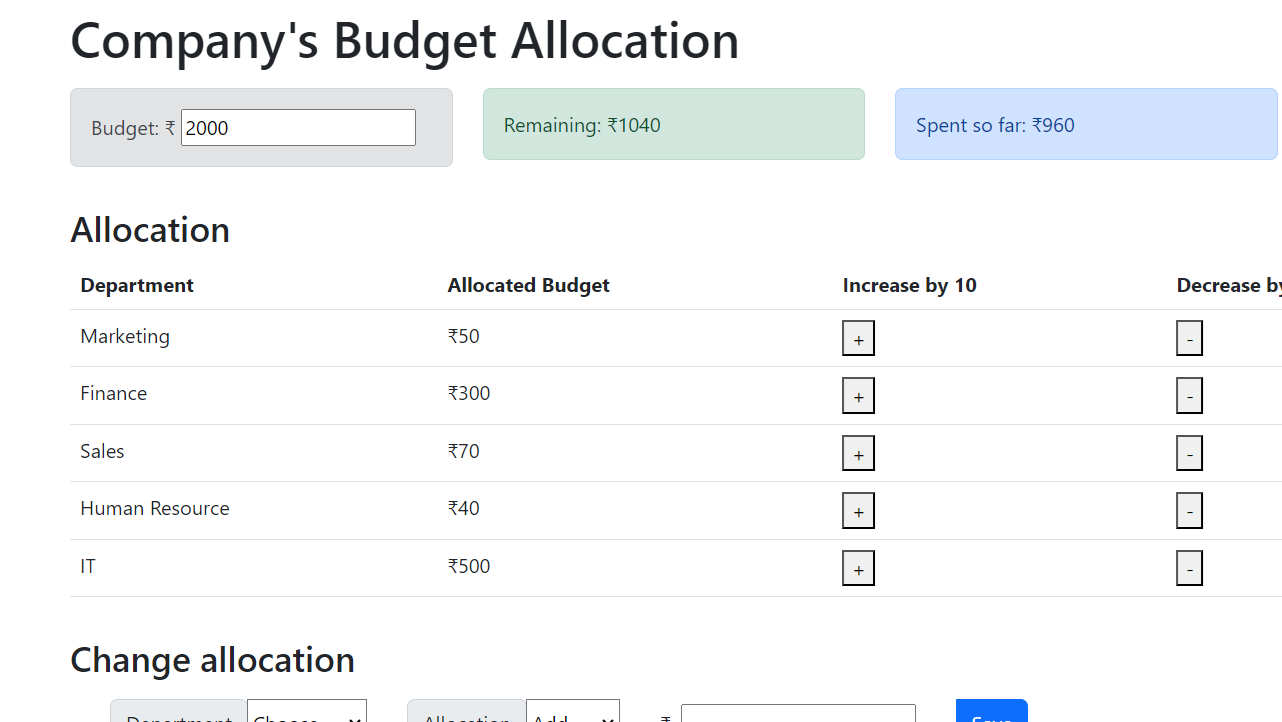 Company's Budget Allocation
Budget: ₹ 2000
Remaining: ₹1040
Spent so far: ₹960
Allocation
Department Allocated Budget Increase by 10 Decrease by
Marketing ₹50 + -
Finance ₹300 + -
Sales ₹70 + -
Human Resource ₹40 + -
IT ₹500 + -
Change allocation
Department Choose... Allocation Add ₹ Save